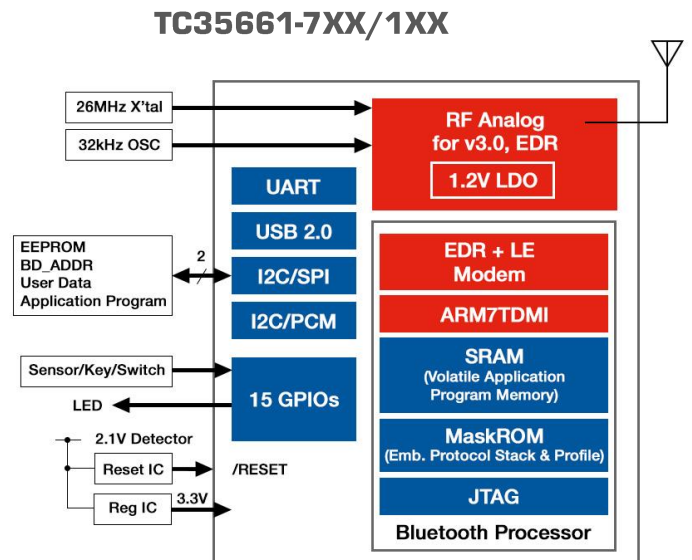 TC35661-7XX/1XX
26MHz X'tal
32kHz OSC
RF Analog
for v3.0, EDR
1.2V LDO
UART
USB 2.0
I2C/SPI
I2C/PCM
15 GPIOs
EEPROM
BD_ADDR
User Data
Application Program
2
Sensor/Key/Switch
LED
2.1V Detector
Reset IC
/RESET
Reg IC
3.3V
EDR + LE
Modem
ARM7TDMI
SRAM
(Volatile Application
Program Memory)
MaskROM
(Emb. Protocol Stack & Profile)
JTAG
Bluetooth Processor